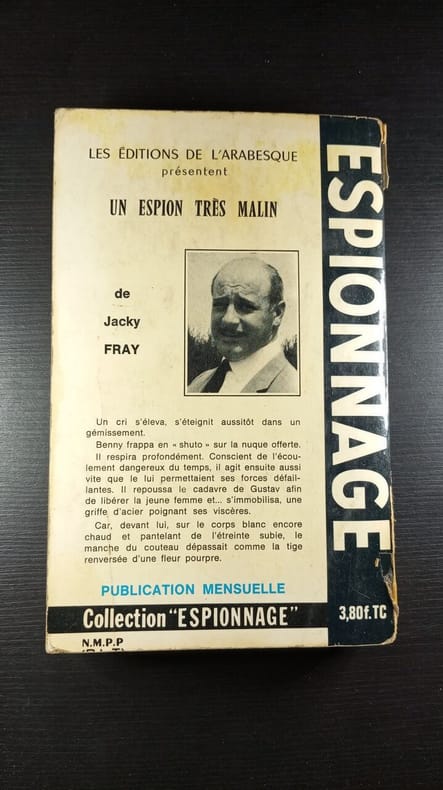 LES ÉDITIONS DE L'ARABESQUE
présentent
UN ESPION TRÈS MALIN
de
Jacky
FRAY
Un cri s'éleva, s'éteignit aussitôt dans un
gémissement.
Benny frappa en « shuto » sur la nuque offerte.
Il respira profondément. Conscient de l'écou-
lement dangereux du temps, il agit ensuite aussi
vite que le lui permettaient ses forces défail-
lantes. Il repoussa le cadavre de Gustav afin
de libérer la jeune femme et... s'immobilisa, une
griffe d'acier poignant ses viscères.
Car, devant lui, sur le corps blanc encore
chaud et pantelant de l'étreinte subie, le
manche du couteau dépassait comme la tige
renversée d'une fleur pourpre.
PUBLICATION MENSUELLE
Collection "ESPIONNAGE"
3,80f.TC
N.M.P.P
ESPIONNAGE